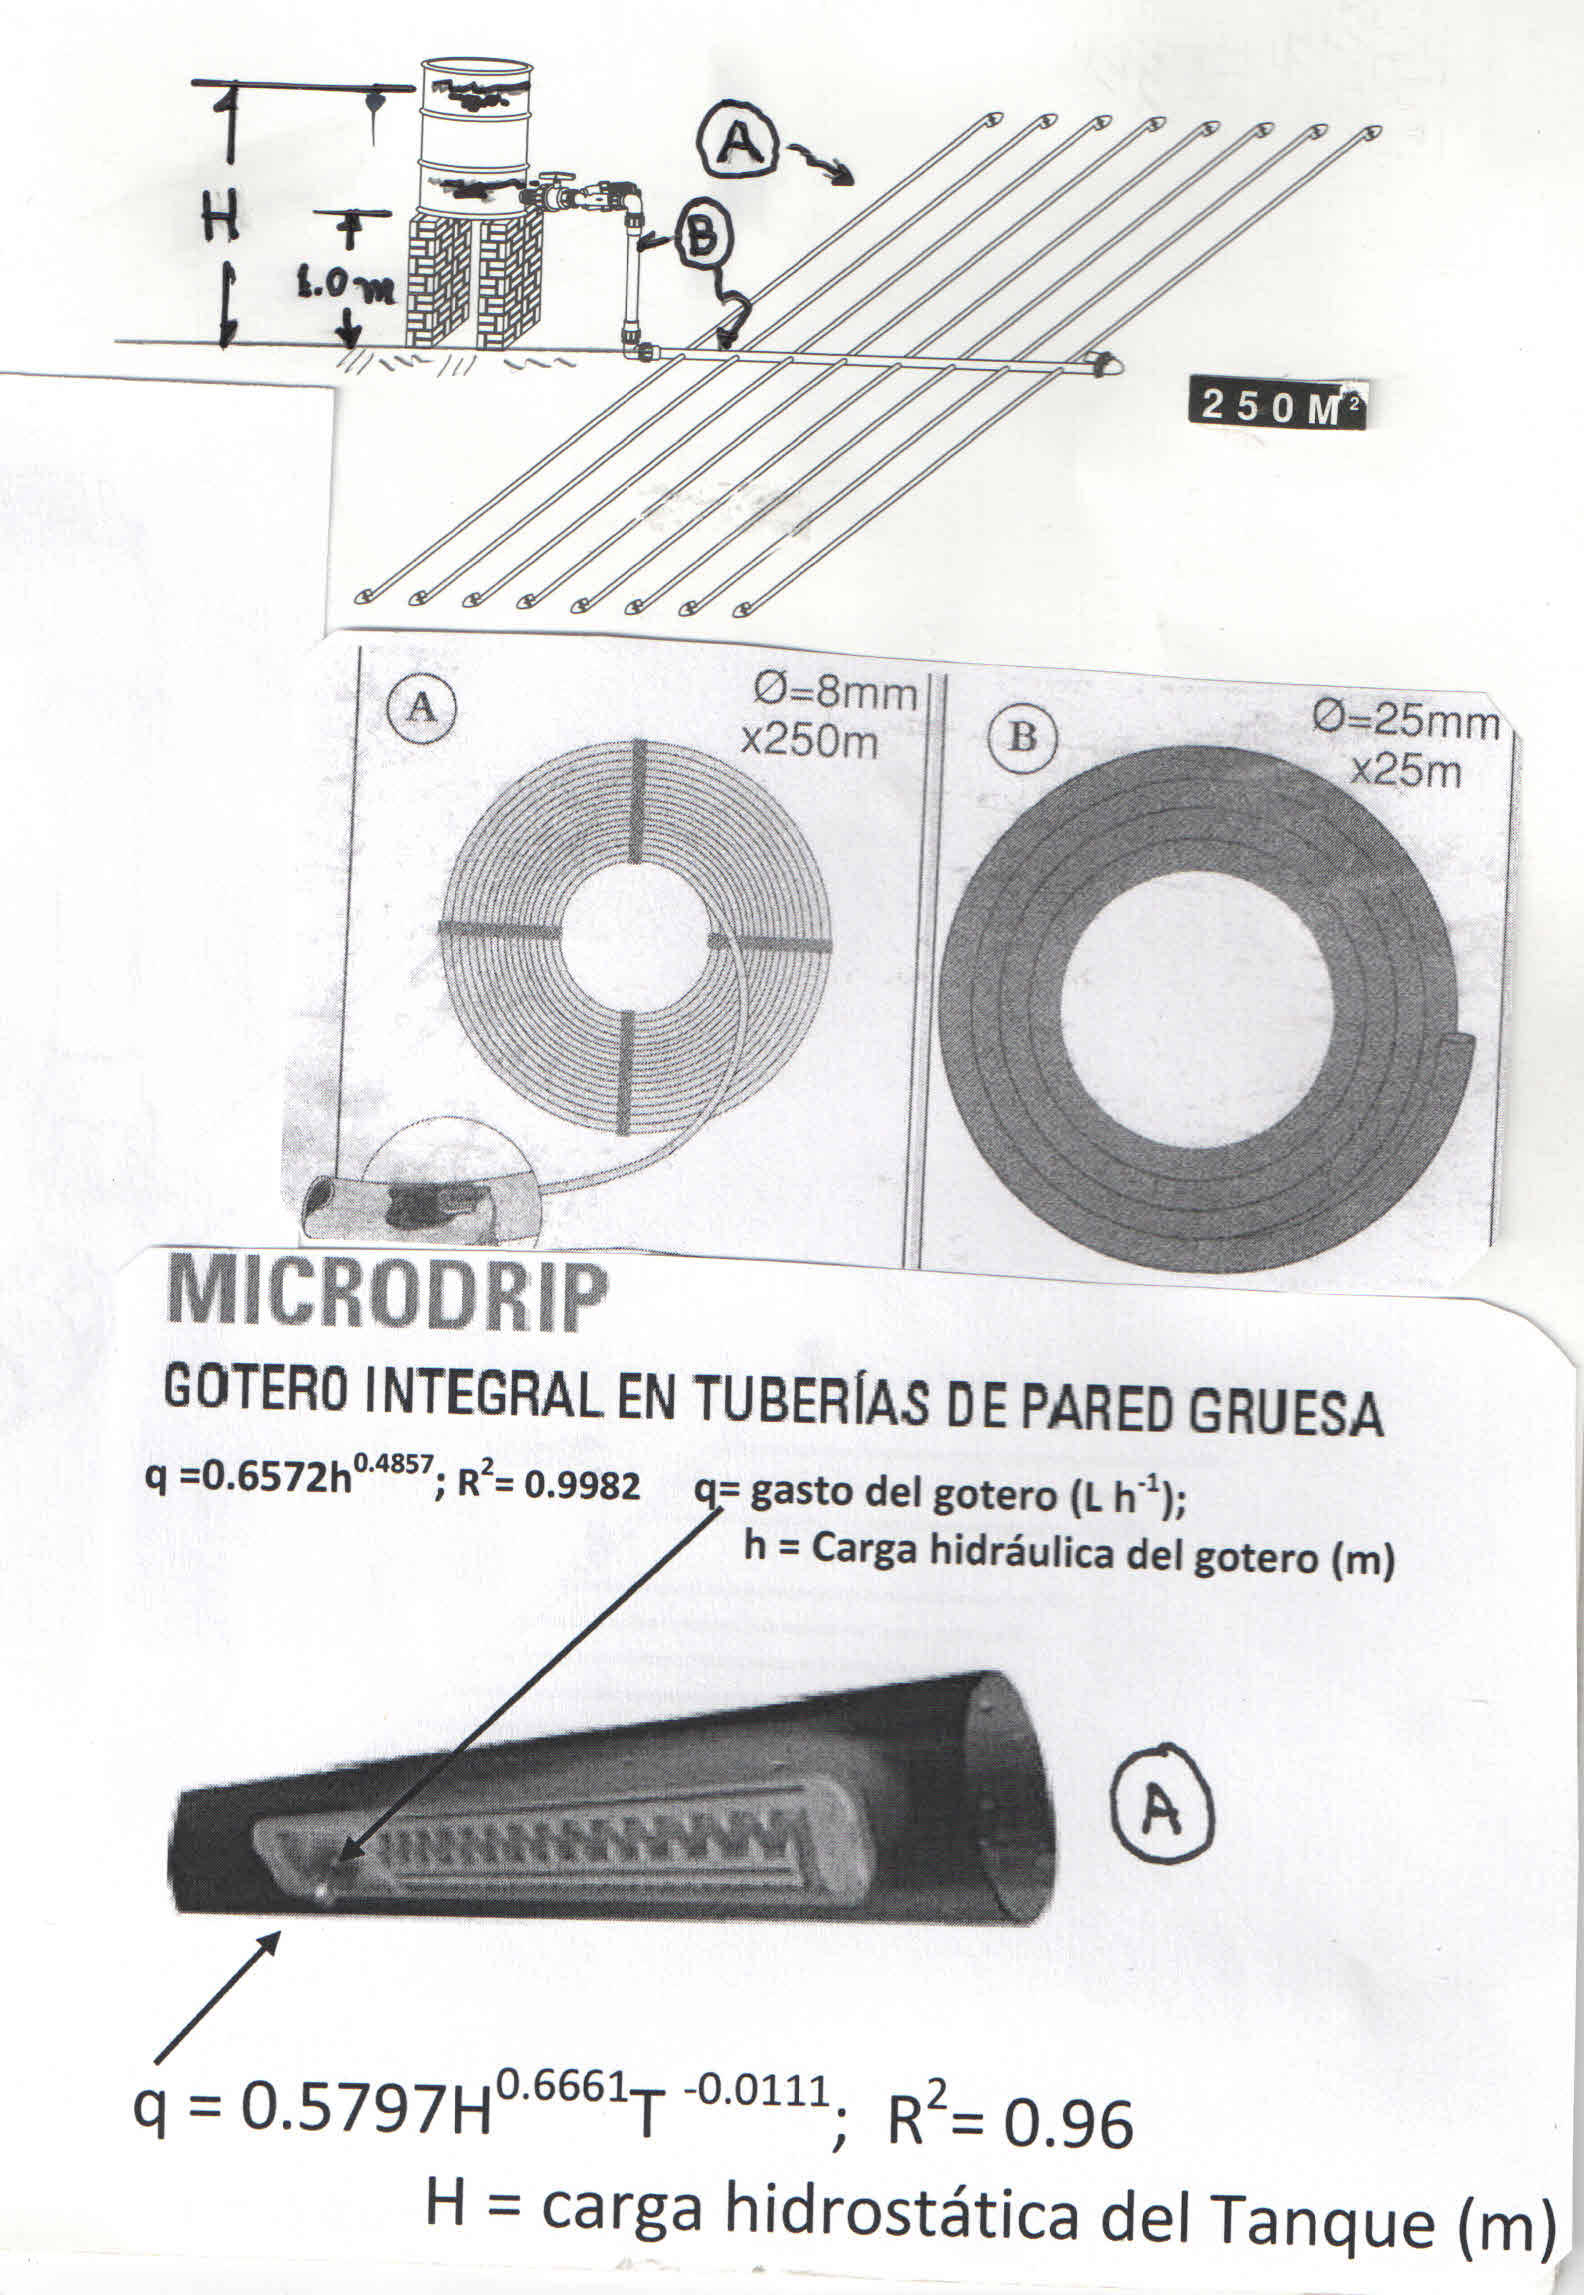 A
H
B
1.0 m
250M²
A
Ø=8mm
x250m
B
Ø=25mm
x25m
MICRODRIP
GOTERO INTEGRAL EN TUBERÍAS DE PARED GRUESA
q =0.6572h^0.4857; R²= 0.9982 q= gasto del gotero (L h⁻¹);
h = Carga hidráulica del gotero (m)
A
q = 0.5797H^0.6661T ^-0.0111; R²= 0.96
H = carga hidrostática del Tanque (m)